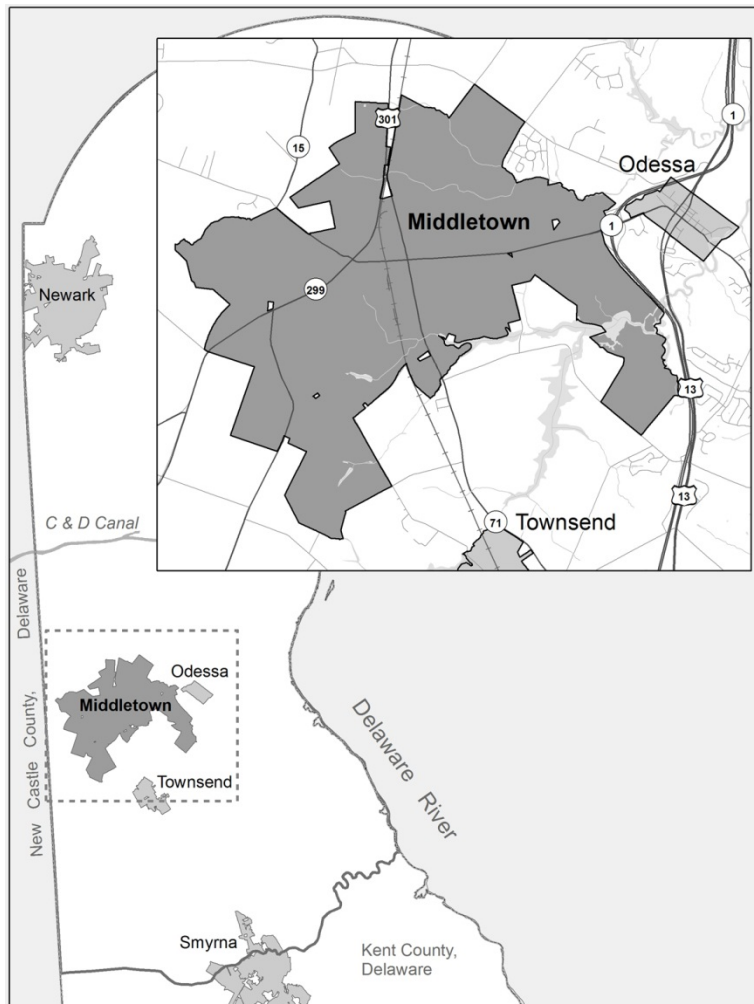 301
15
1
Odessa
Middletown
1
299
13
13
71
Townsend
Newark
C & D Canal
New Castle County, Delaware
Odessa
Middletown
Townsend
Delaware River
Smyrna
Kent County,
Delaware